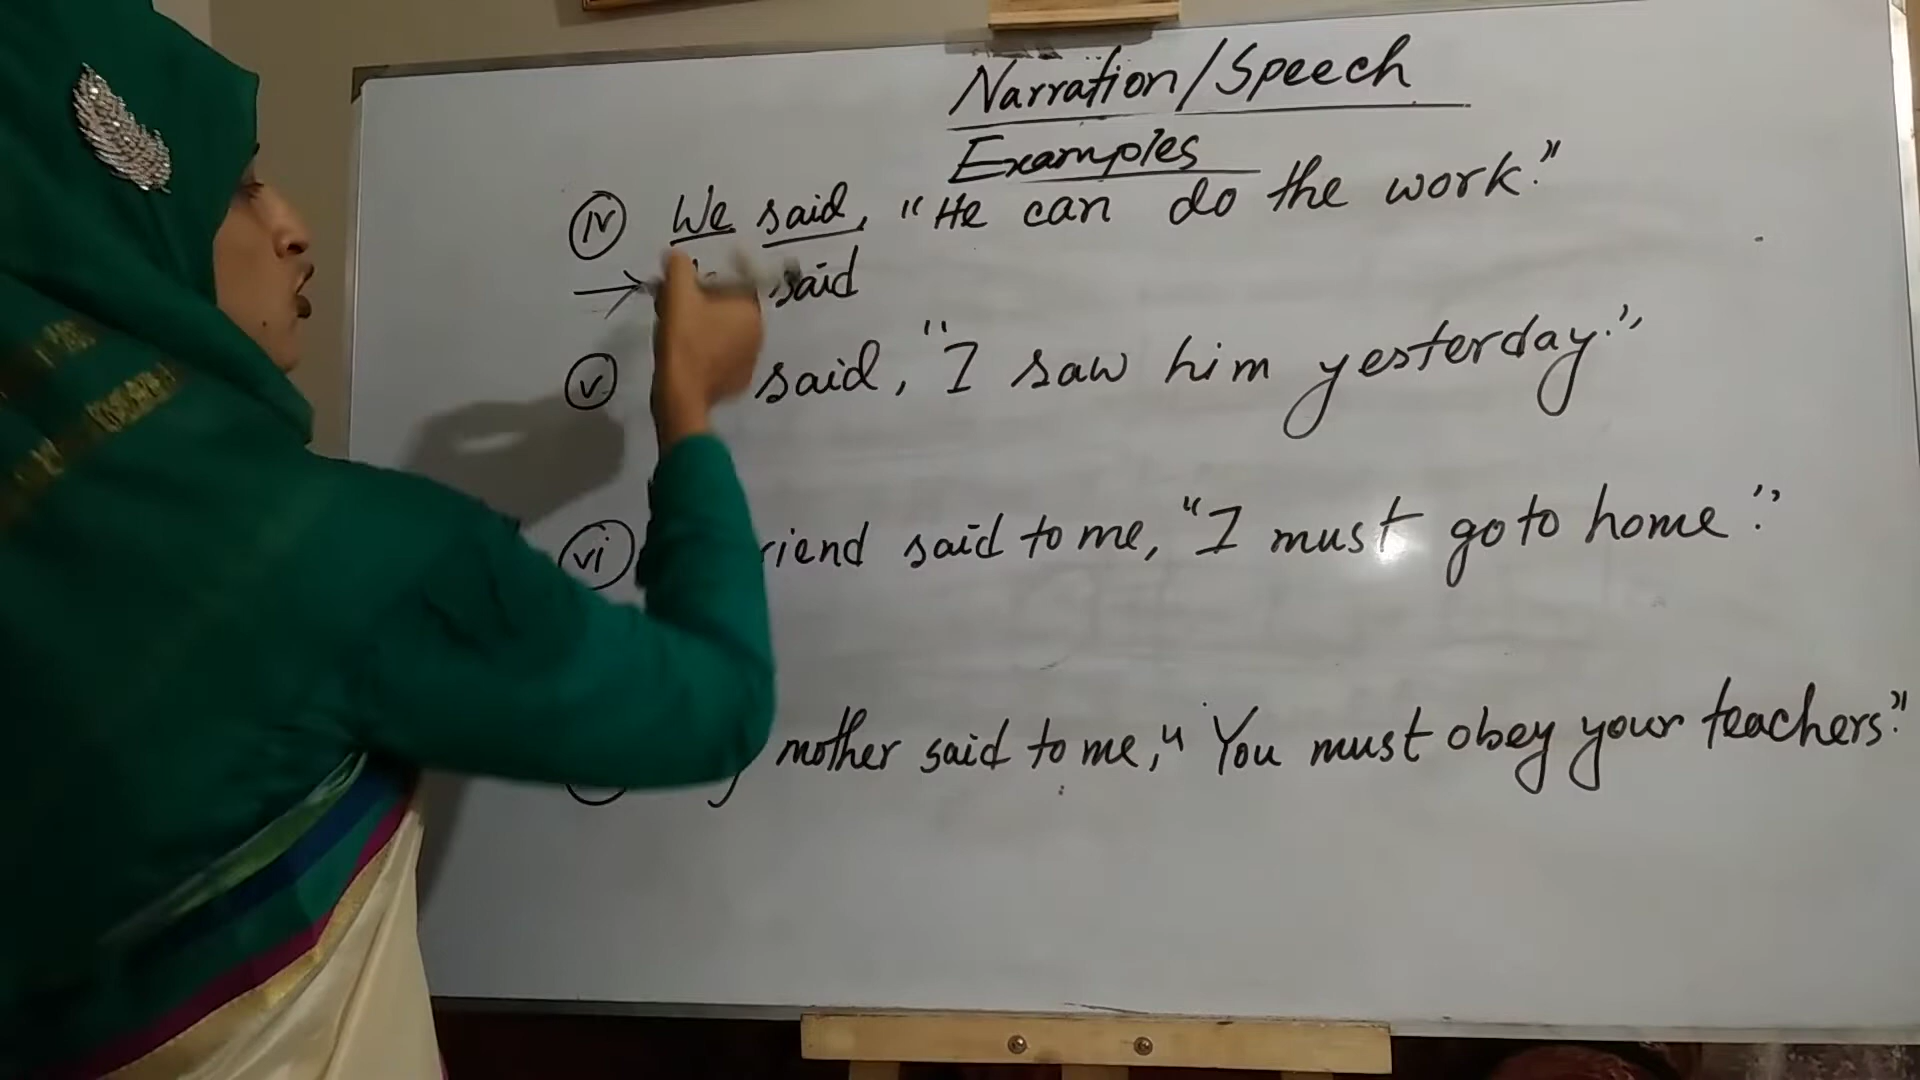 Narration/Speech
Examples
iv We said, "He can do the work."
→ said
v said, "I saw him yesterday."
vi said to me, "I must go to home."
mother said to me, "You must obey your teachers."